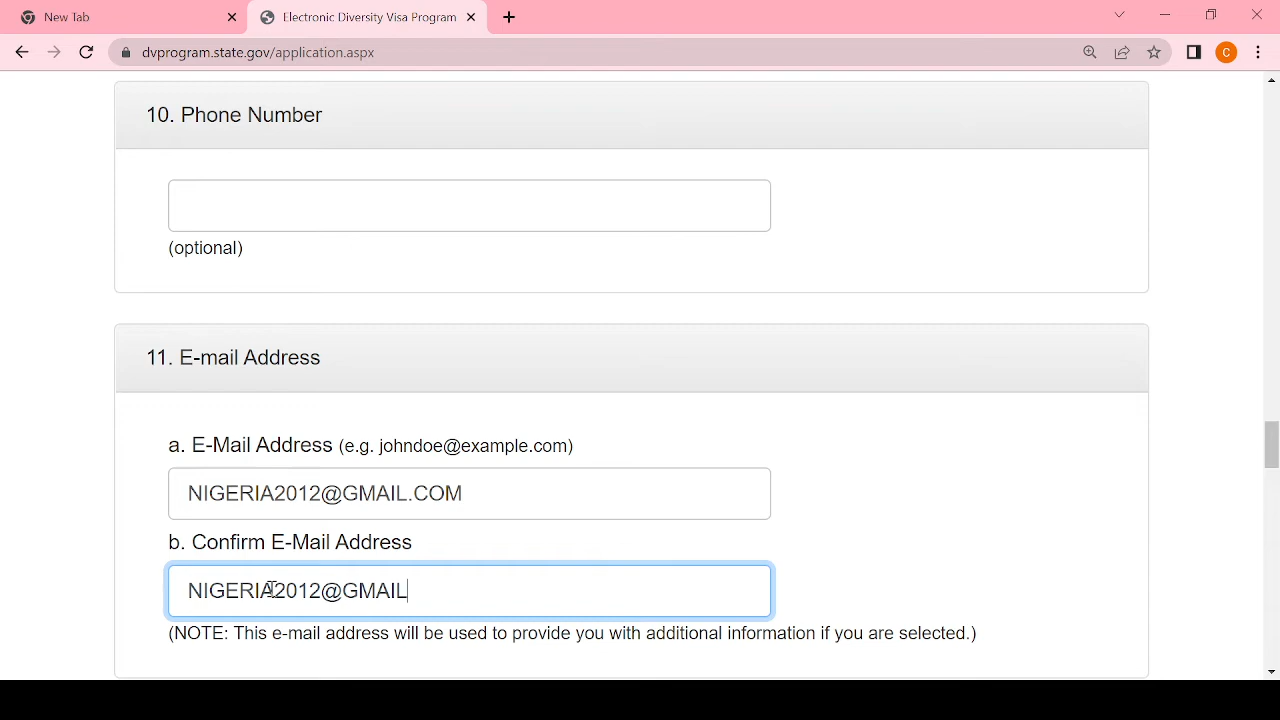 New Tab
Electronic Diversity Visa Program
dvprogram.state.gov/application.aspx
C
10. Phone Number
(optional)
11. E-mail Address
a. E-Mail Address (e.g. johndoe@example.com)
NIGERIA2012@GMAIL.COM
b. Confirm E-Mail Address
NIGERIA2012@GMAIL
(NOTE: This e-mail address will be used to provide you with additional information if you are selected.)